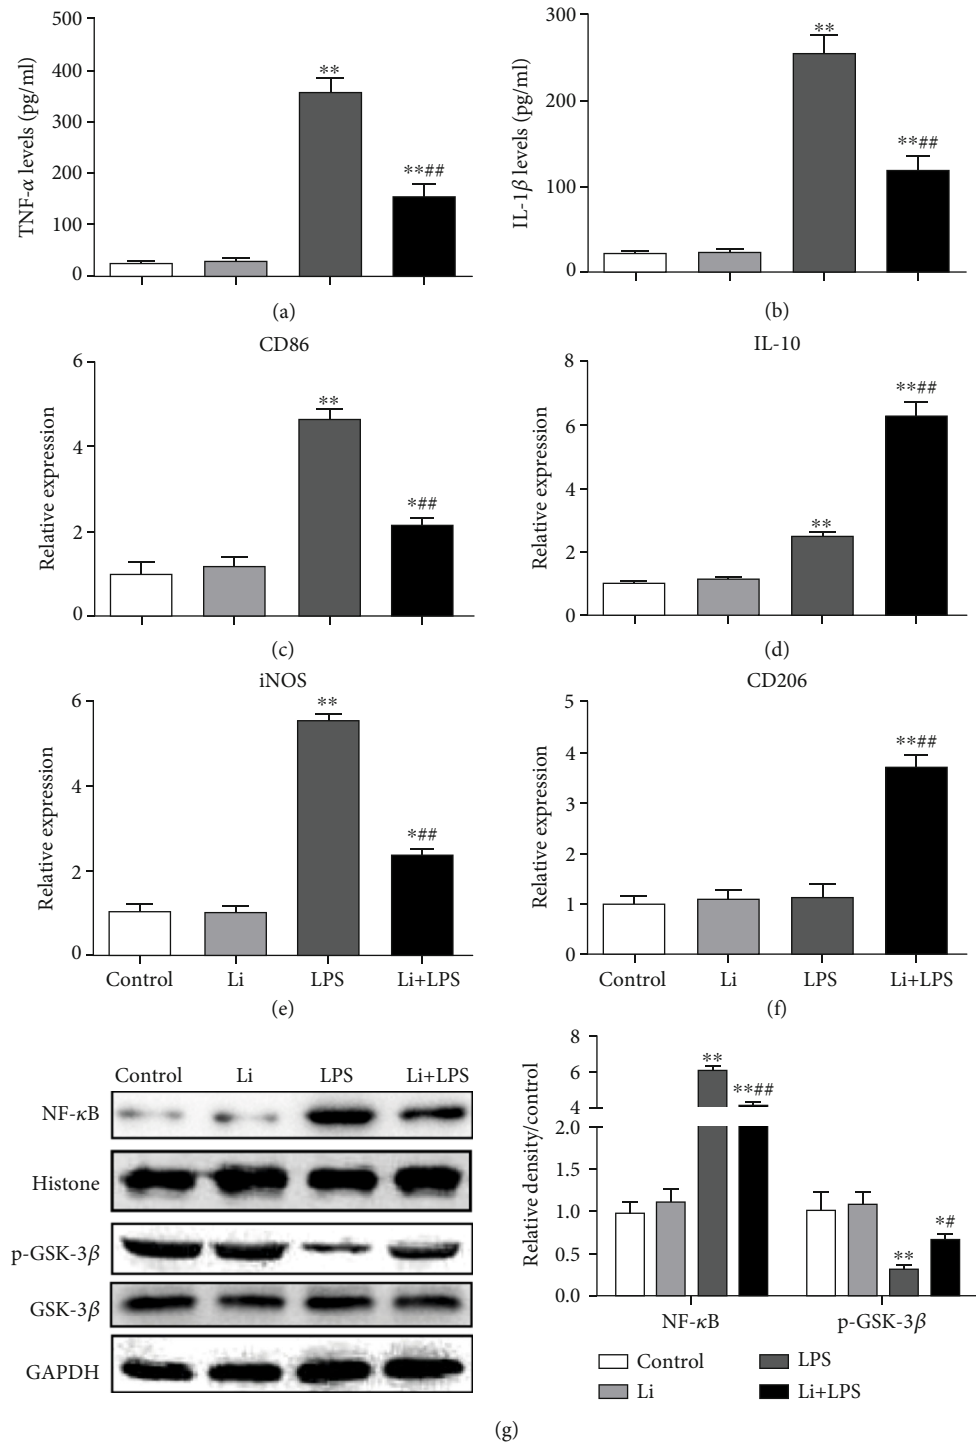 TNF-α levels (pg/ml)
500
400
300
200
100
0
**
**##
(a)
IL-1β levels (pg/ml)
300
200
100
0
**
**##
(b)
CD86
Relative expression
6
4
2
0
**
*##
(c)
IL-10
Relative expression
8
6
4
2
0
**
**##
(d)
iNOS
Relative expression
6
4
2
0
**
*##
Control Li LPS Li+LPS
(e)
CD206
Relative expression
5
4
3
2
1
0
**##
Control Li LPS Li+LPS
(f)
Control Li LPS Li+LPS
NF-κB
Histone
p-GSK-3β
GSK-3β
GAPDH
Relative density/control
8
6
4
2.0
1.5
1.0
0.5
0.0
**
**##
**
*#
NF-κB p-GSK-3β
Control LPS
Li Li+LPS
(g)